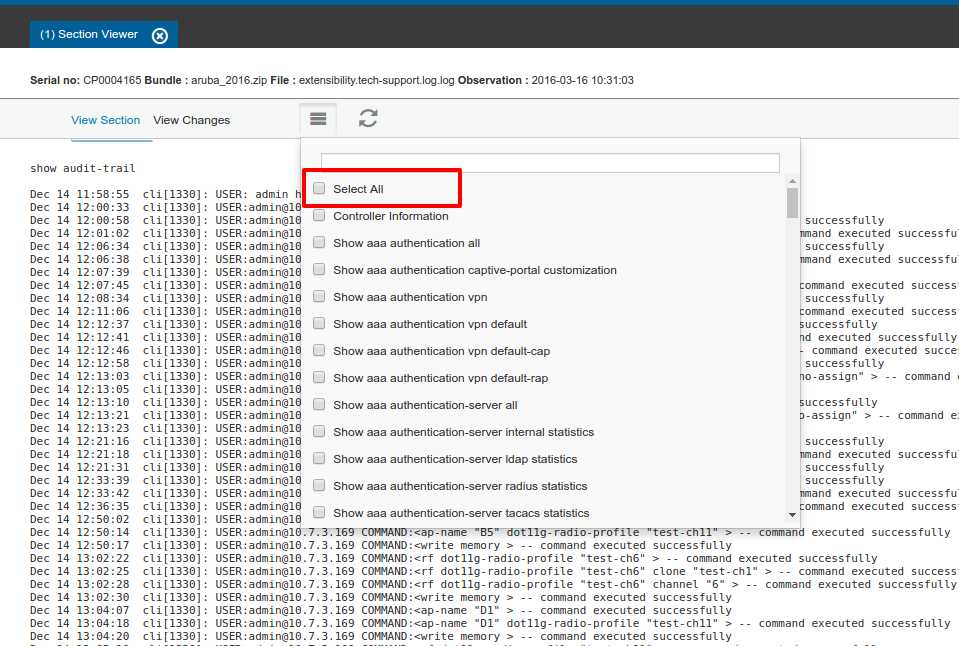 (1) Section Viewer
Serial no: CP0004165 Bundle : aruba_2016.zip File : extensibility.tech-support.log.log Observation : 2016-03-16 10:31:03
View Section View Changes
show audit-trail
Select All
Controller Information
Show aaa authentication all
Show aaa authentication captive-portal customization
Show aaa authentication vpn
Show aaa authentication vpn default
Show aaa authentication vpn default-cap
Show aaa authentication vpn default-rap
Show aaa authentication-server all
Show aaa authentication-server internal statistics
Show aaa authentication-server ldap statistics
Show aaa authentication-server radius statistics
Show aaa authentication-server tacacs statistics
Dec 14 11:58:55 cli[1330]: USER: admin h
Dec 14 12:00:33 cli[1330]: USER:admin@10
Dec 14 12:00:58 cli[1330]: USER:admin@10 successfully
Dec 14 12:01:02 cli[1330]: USER:admin@10 mmand executed successful
Dec 14 12:06:34 cli[1330]: USER:admin@10 successfully
Dec 14 12:06:38 cli[1330]: USER:admin@10 mmand executed successful
Dec 14 12:07:39 cli[1330]: USER:admin@10
Dec 14 12:07:45 cli[1330]: USER:admin@10 command executed success
Dec 14 12:08:34 cli[1330]: USER:admin@10 successfully
Dec 14 12:11:06 cli[1330]: USER:admin@10 command executed successf
Dec 14 12:12:37 cli[1330]: USER:admin@10 successfully
Dec 14 12:12:41 cli[1330]: USER:admin@10 nd executed successfully
Dec 14 12:12:46 cli[1330]: USER:admin@10 - command executed succes
Dec 14 12:12:58 cli[1330]: USER:admin@10 successfully
Dec 14 12:13:03 cli[1330]: USER:admin@10 no-assign" > -- command e
Dec 14 12:13:05 cli[1330]: USER:admin@10
Dec 14 12:13:10 cli[1330]: USER:admin@10 successfully
Dec 14 12:13:21 cli[1330]: USER:admin@10 o-assign" > -- command ex
Dec 14 12:13:23 cli[1330]: USER:admin@10
Dec 14 12:21:16 cli[1330]: USER:admin@10 successfully
Dec 14 12:21:18 cli[1330]: USER:admin@10 mmand executed successful
Dec 14 12:21:31 cli[1330]: USER:admin@10 successfully
Dec 14 12:33:39 cli[1330]: USER:admin@10 successfully
Dec 14 12:33:42 cli[1330]: USER:admin@10 mmand executed successful
Dec 14 12:36:35 cli[1330]: USER:admin@10 command executed successf
Dec 14 12:50:02 cli[1330]: USER:admin@10
Dec 14 12:50:14 cli[1330]: USER:admin@10.7.3.169 COMMAND:<ap-name "B5" dot11g-radio-profile "test-ch11" > -- command executed successfully
Dec 14 12:50:17 cli[1330]: USER:admin@10.7.3.169 COMMAND:<write memory > -- command executed successfully
Dec 14 13:02:22 cli[1330]: USER:admin@10.7.3.169 COMMAND:<rf dot11g-radio-profile "test-ch6" > -- command executed successfully
Dec 14 13:02:25 cli[1330]: USER:admin@10.7.3.169 COMMAND:<rf dot11g-radio-profile "test-ch6" clone "test-ch1" > -- command executed success
Dec 14 13:02:28 cli[1330]: USER:admin@10.7.3.169 COMMAND:<rf dot11g-radio-profile "test-ch6" channel "6" > -- command executed successfully
Dec 14 13:02:30 cli[1330]: USER:admin@10.7.3.169 COMMAND:<write memory > -- command executed successfully
Dec 14 13:04:07 cli[1330]: USER:admin@10.7.3.169 COMMAND:<ap-name "D1" > -- command executed successfully
Dec 14 13:04:18 cli[1330]: USER:admin@10.7.3.169 COMMAND:<ap-name "D1" dot11g-radio-profile "test-ch11" > -- command executed successfully
Dec 14 13:04:20 cli[1330]: USER:admin@10.7.3.169 COMMAND:<write memory > -- command executed successfully